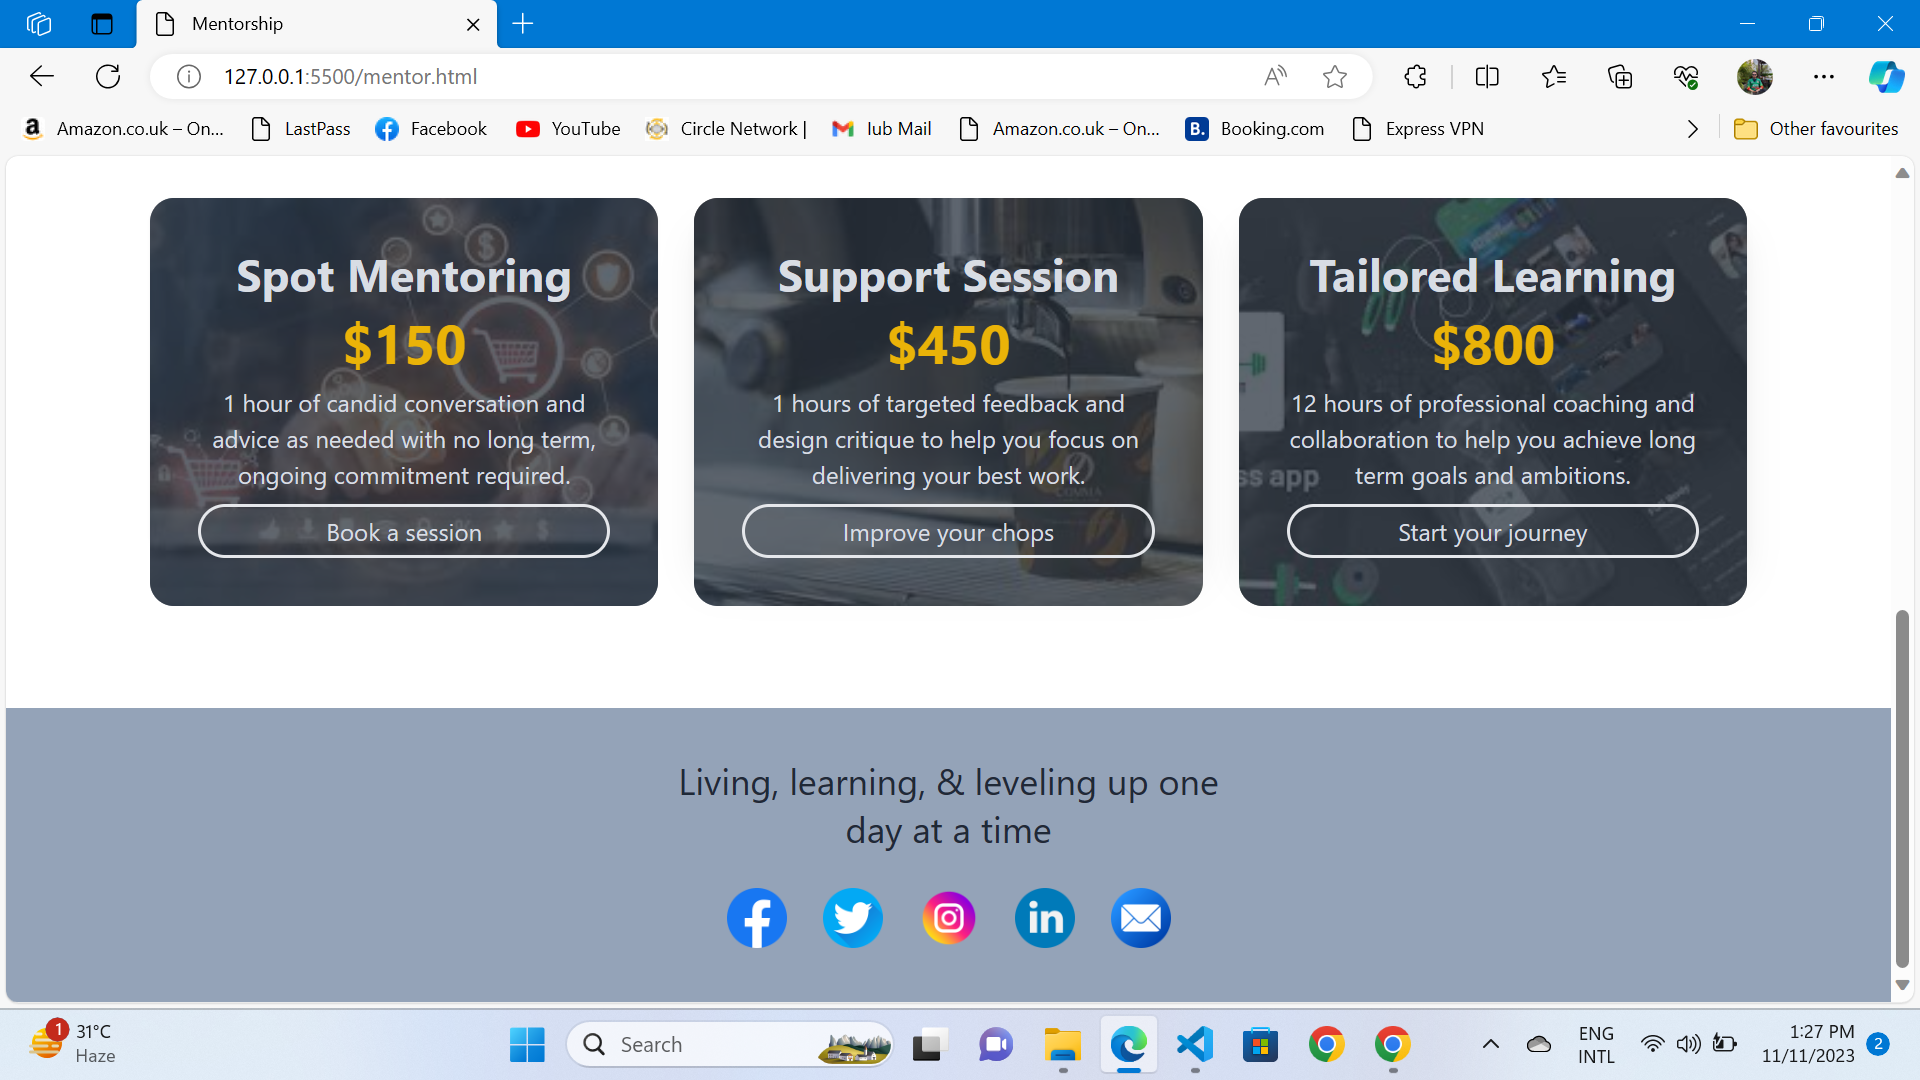 Mentorship
127.0.0.1:5500/mentor.html
Amazon.co.uk – On...
LastPass
Facebook
YouTube
Circle Network |
Iub Mail
Amazon.co.uk – On...
B. Booking.com
Express VPN
Other favourites
Spot Mentoring
$150
1 hour of candid conversation and
advice as needed with no long term,
ongoing commitment required.
Book a session
Support Session
$450
1 hours of targeted feedback and
design critique to help you focus on
delivering your best work.
Improve your chops
Tailored Learning
$800
12 hours of professional coaching and
collaboration to help you achieve long
term goals and ambitions.
Start your journey
ss app
Living, learning, & leveling up one
day at a time
1
31°C
Haze
Search
ENG
INTL
1:27 PM
11/11/2023
2